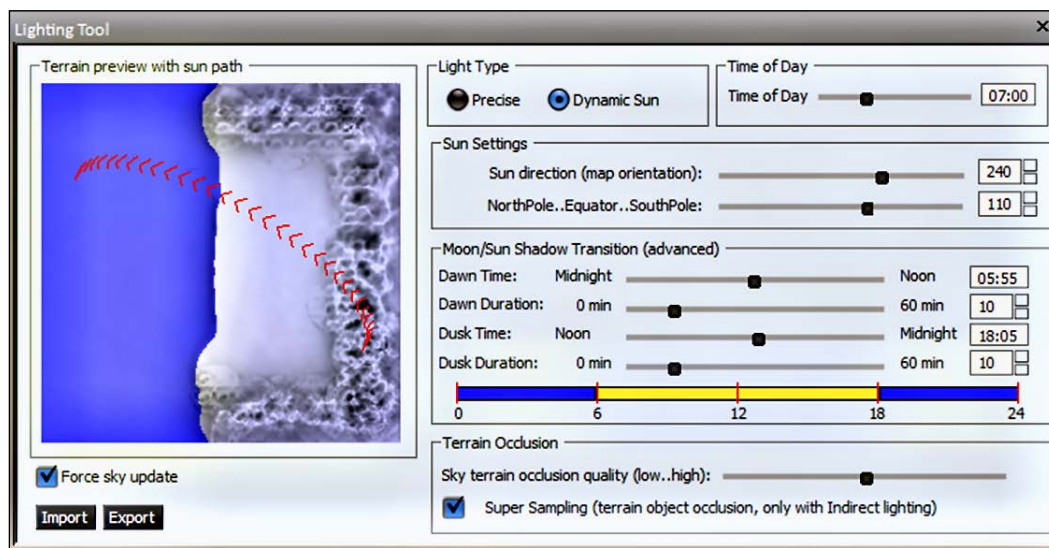 Lighting Tool
Terrain preview with sun path
Force sky update
Import Export
Light Type
Precise Dynamic Sun
Time of Day
Time of Day 07:00
Sun Settings
Sun direction (map orientation): 240
NorthPole..Equator..SouthPole: 110
Moon/Sun Shadow Transition (advanced)
Dawn Time: Midnight Noon 05:55
Dawn Duration: 0 min 60 min 10
Dusk Time: Noon Midnight 18:05
Dusk Duration: 0 min 60 min 10
0 6 12 18 24
Terrain Occlusion
Sky terrain occlusion quality (low..high):
Super Sampling (terrain object occlusion, only with Indirect lighting)